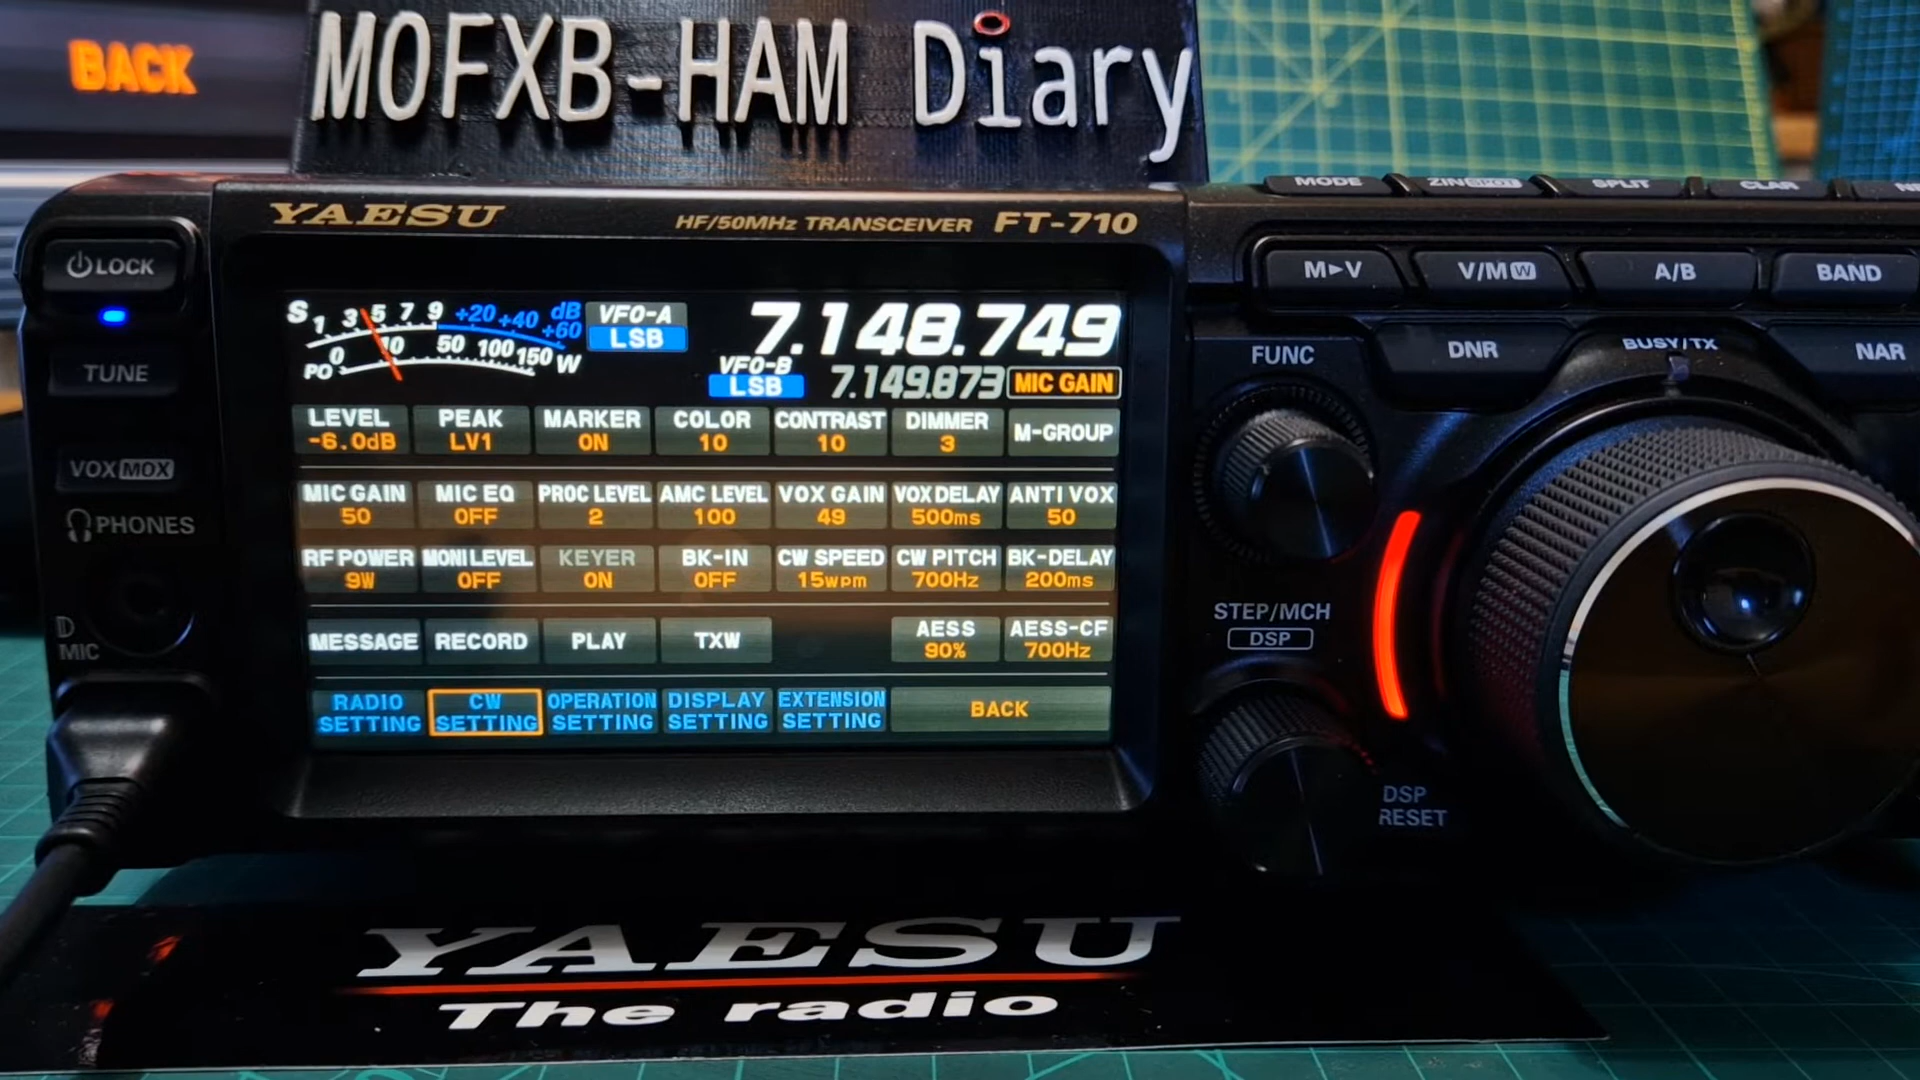 BACK
M0FXB-HAM Diary
MODE ZIN SPOT SPLIT CLAR
YAESU HF/50MHz TRANSCEIVER FT-710
LOCK
M►V V/M W A/B BAND
S 1 3 5 7 9 +20 +40 +60 dB
PO 0 10 50 100 150 W
VFO-A
LSB
7.148.749
VFO-B
LSB
7.149.873
MIC GAIN
FUNC
DNR BUSY/TX NAR
TUNE
LEVEL PEAK MARKER COLOR CONTRAST DIMMER M-GROUP
-6.0dB LV1 ON 10 10 3
VOX MOX
PHONES
MIC GAIN MIC EQ PROC LEVEL AMC LEVEL VOX GAIN VOX DELAY ANTI VOX
50 OFF 2 100 49 500ms 50
RF POWER MONI LEVEL KEYER BK-IN CW SPEED CW PITCH BK-DELAY
9W OFF ON OFF 15wpm 700Hz 200ms
STEP/MCH
DSP
MIC
MESSAGE RECORD PLAY TXW AESS AESS-CF
90% 700Hz
RADIO SETTING CW SETTING OPERATION SETTING DISPLAY SETTING EXTENSION SETTING BACK
DSP
RESET
YAESU
The radio